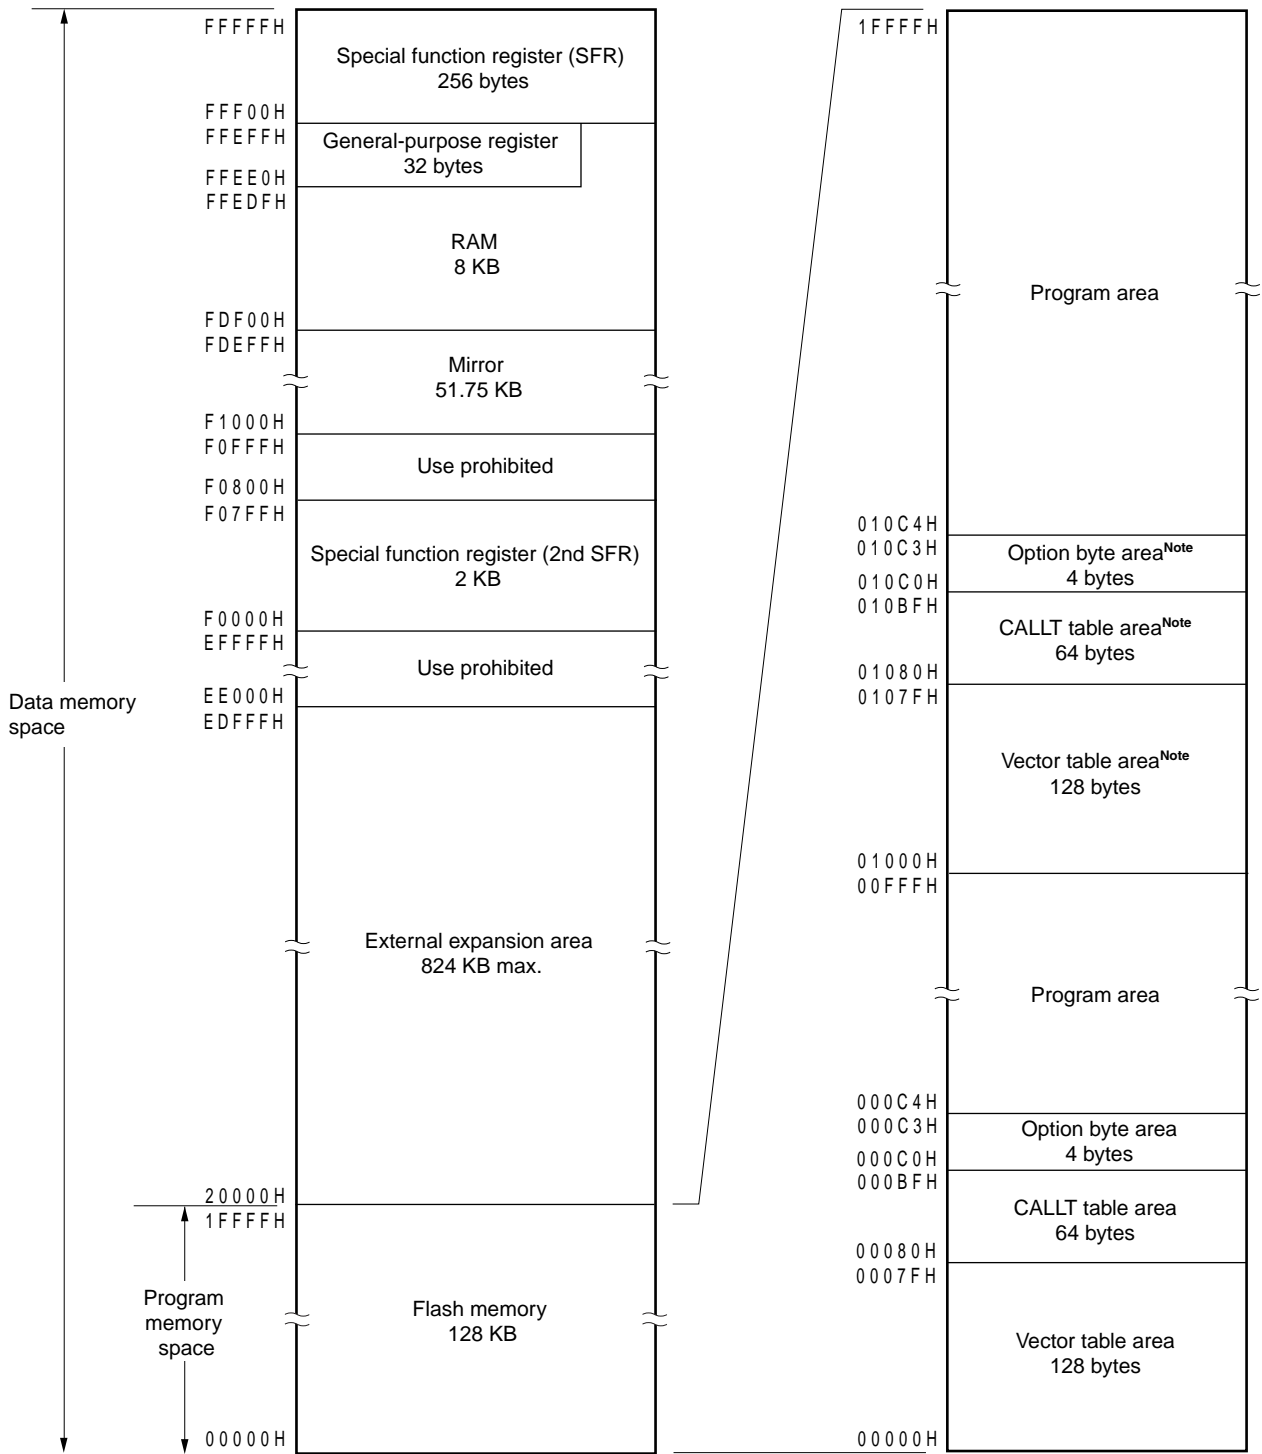 FFFFFH
Special function register (SFR)
256 bytes
FFF00H
FFEFFH
General-purpose register
32 bytes
FFEE0H
FFEDFH
RAM
8 KB
FDF00H
FDEFFH
Mirror
51.75 KB
F1000H
F0FFFH
Use prohibited
F0800H
F07FFH
Special function register (2nd SFR)
2 KB
F0000H
EFFFFH
Use prohibited
EE000H
EDFFFH
Data memory
space
External expansion area
824 KB max.
20000H
1FFFFH
Program
memory
space
Flash memory
128 KB
00000H
1FFFFH
Program area
010C4H
010C3H
Option byte areaNote
4 bytes
010C0H
010BFH
CALLT table areaNote
64 bytes
01080H
0107FH
Vector table areaNote
128 bytes
01000H
00FFFH
Program area
000C4H
000C3H
Option byte area
4 bytes
000C0H
000BFH
CALLT table area
64 bytes
00080H
0007FH
Vector table area
128 bytes
00000H